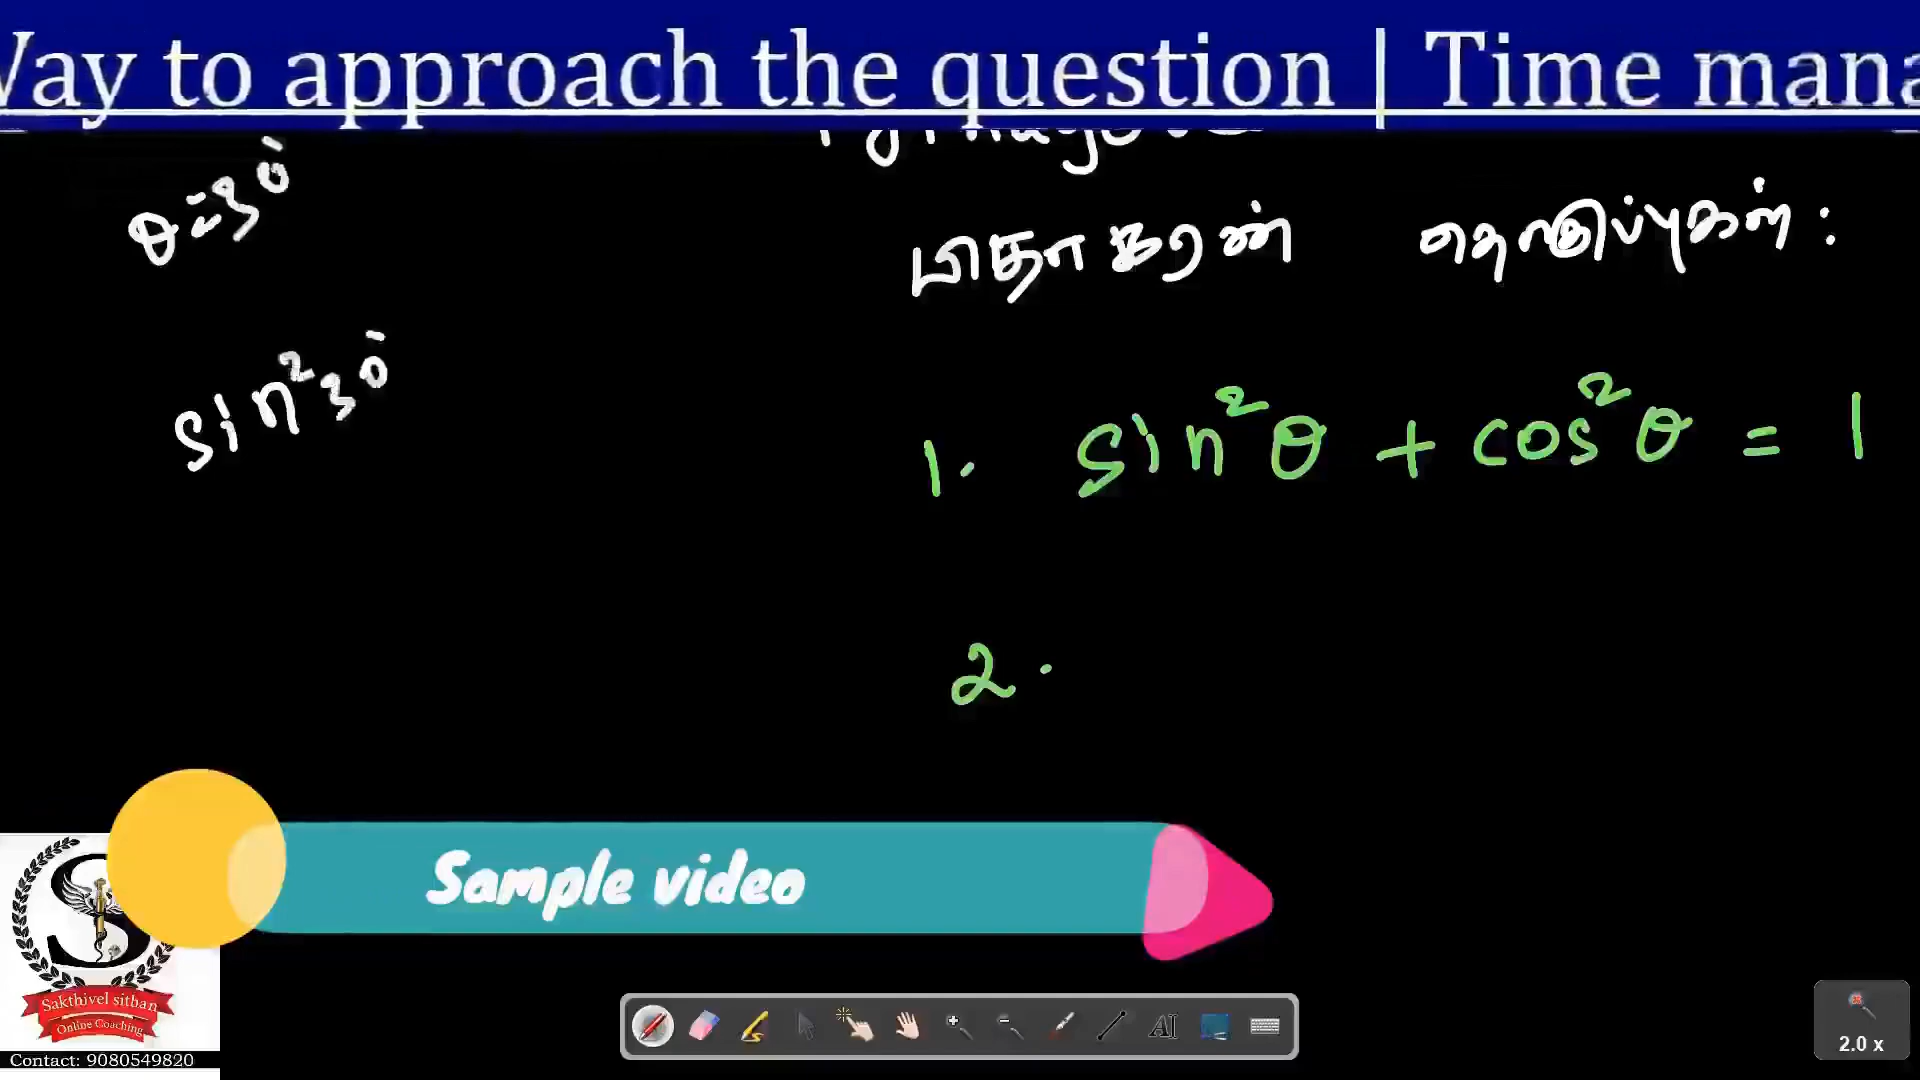 Way to approach the question | Time mana
θ = 30°
பிதாகரஸ் தொகுப்புகள் :
sin²30°
1. sin²θ + cos²θ = 1
2.
Sample video
Sakthivel sitban
Online Coaching
Contact: 9080549820
2.0 x